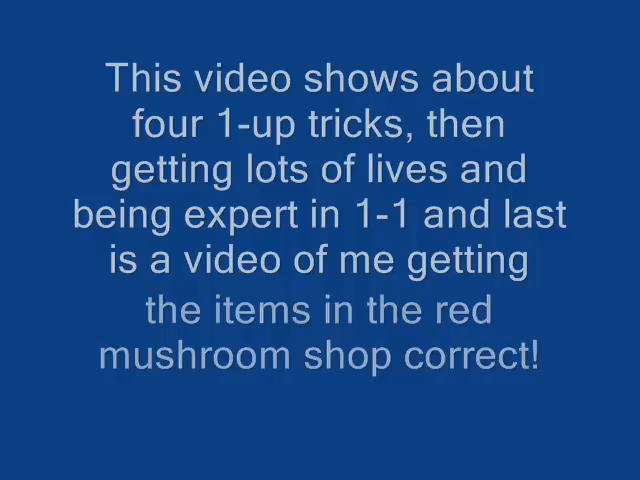 This video shows about
four 1-up tricks, then
getting lots of lives and
being expert in 1-1 and last
is a video of me getting
the items in the red
mushroom shop correct!